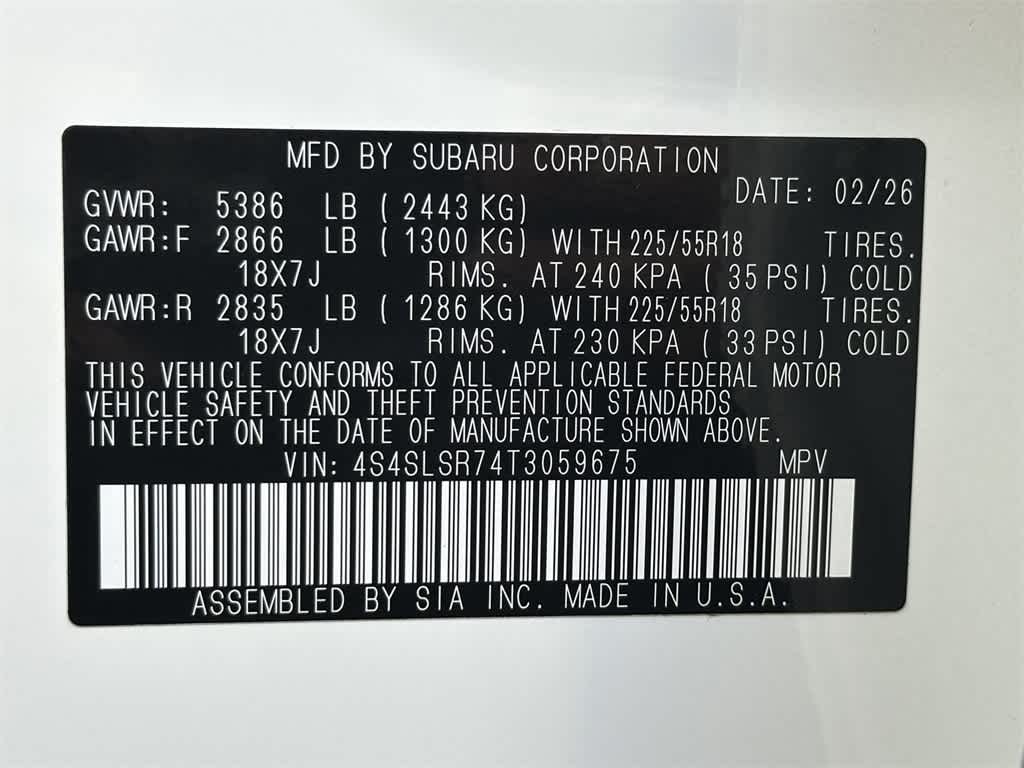 MFD BY SUBARU CORPORATION
DATE: 02/26
GVWR: 5386 LB ( 2443 KG)
GAWR:F 2866 LB ( 1300 KG) WITH 225/55R18 TIRES.
18X7J RIMS. AT 240 KPA ( 35 PSI) COLD
GAWR:R 2835 LB ( 1286 KG) WITH 225/55R18 TIRES.
18X7J RIMS. AT 230 KPA ( 33 PSI) COLD
THIS VEHICLE CONFORMS TO ALL APPLICABLE FEDERAL MOTOR
VEHICLE SAFETY AND THEFT PREVENTION STANDARDS
IN EFFECT ON THE DATE OF MANUFACTURE SHOWN ABOVE.
VIN: 4S4SLSR74T3059675 MPV
ASSEMBLED BY SIA INC. MADE IN U.S.A.